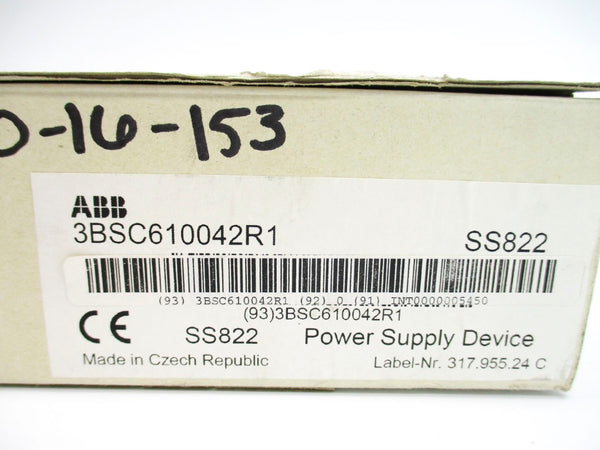 0-16-153
ABB
3BSC610042R1 SS822
(93) 3BSC610042R1 (92) 0 (91) INT0000005450
(93)3BSC610042R1
CE SS822 Power Supply Device
Made in Czech Republic Label-Nr. 317.955.24 C